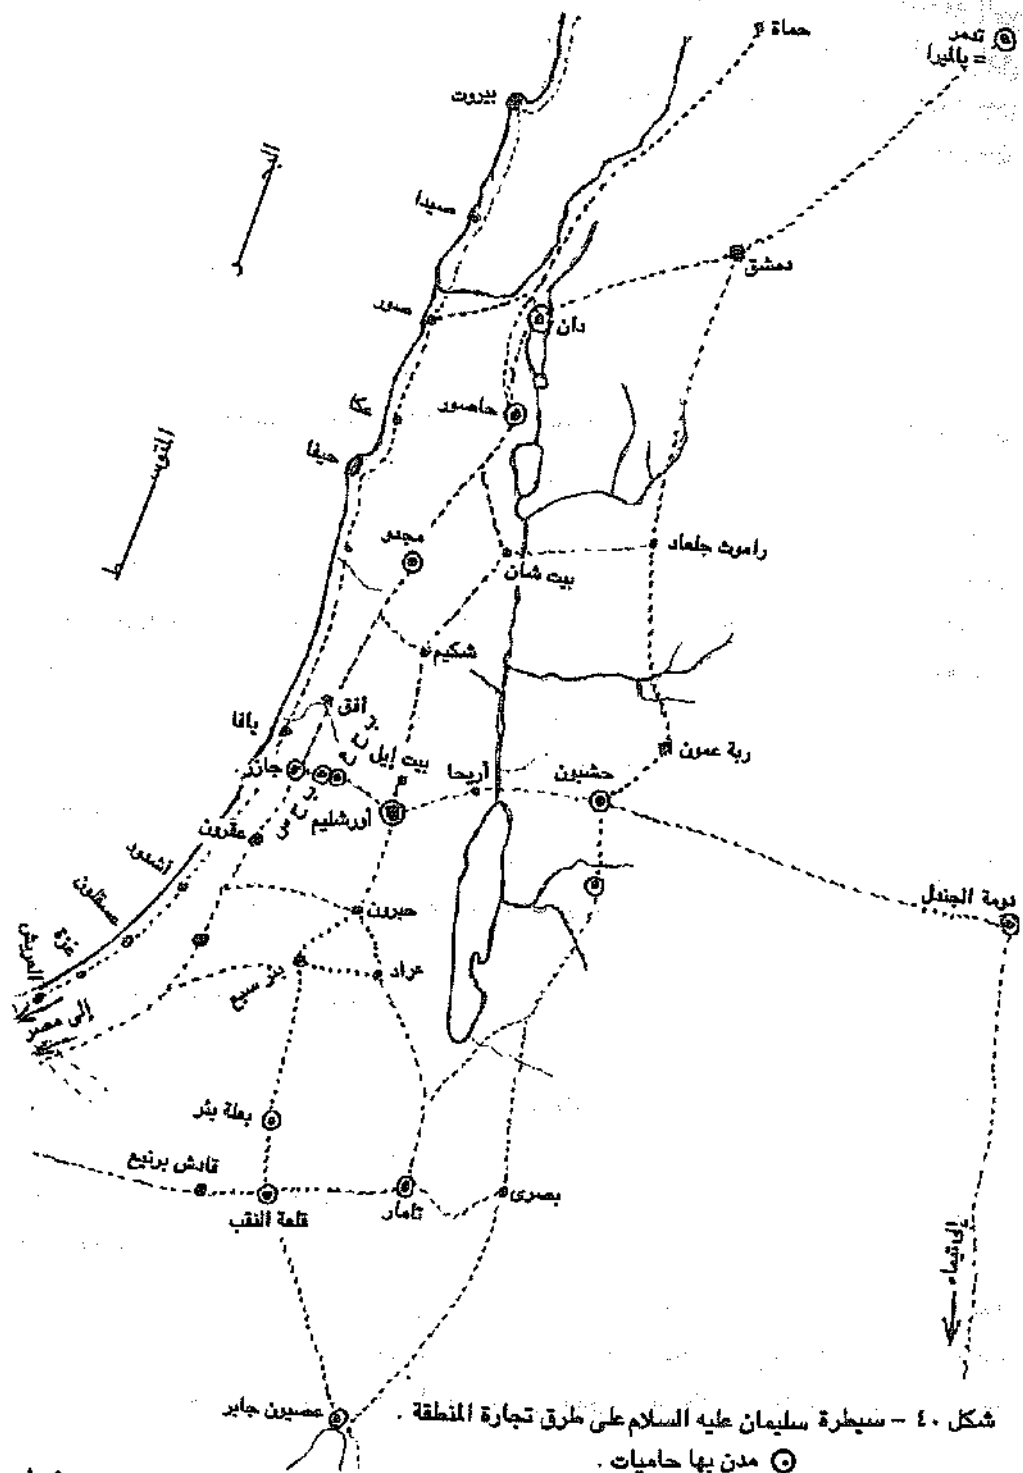 حماة
تدمر
= پالميرا
بيروت
البحر
صيدا
دمشق
صور
دان
عكا
حاصور
حيفا
المتوسط
مجدو
راموث جلعاد
بيت شان
شكيم
أفق
يافا
ربة عمون
بيت إيل
جازر
أريحا
حشبون
أورشليم
عقرون
أشدود
عسقلون
دومة الجندل
حبرون
غزة
العريش
بئر سبع
عراد
إلى مصر
بعلة بئر
قادش برنيع
تامار
بصرى
قلعة النقب
إلى تيماء
عصيون جابر
شكل ٤٠ – سيطرة سليمان عليه السلام على طرق تجارة المنطقة .
مدن بها حاميات .